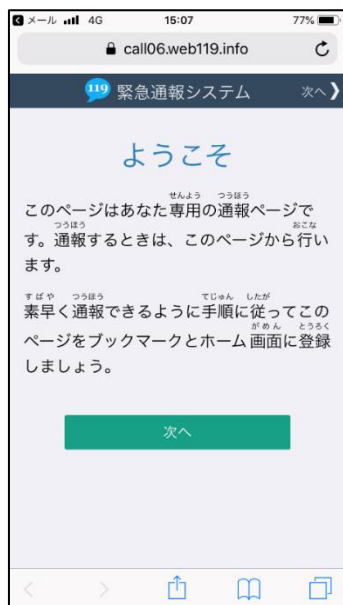 メール 4G 15:07 77%
call06.web119.info
119 緊急通報システム 次へ
ようこそ
せんよう つうほう
このページはあなた専用の通報ページで
つうほう おこな
す。通報するときは、このページから行い
ます。
すばや つうほう てじゅん したが
素早く通報できるように手順に従ってこの
がめん とうろく
ページをブックマークとホーム画面に登録
しましょう。
次へ